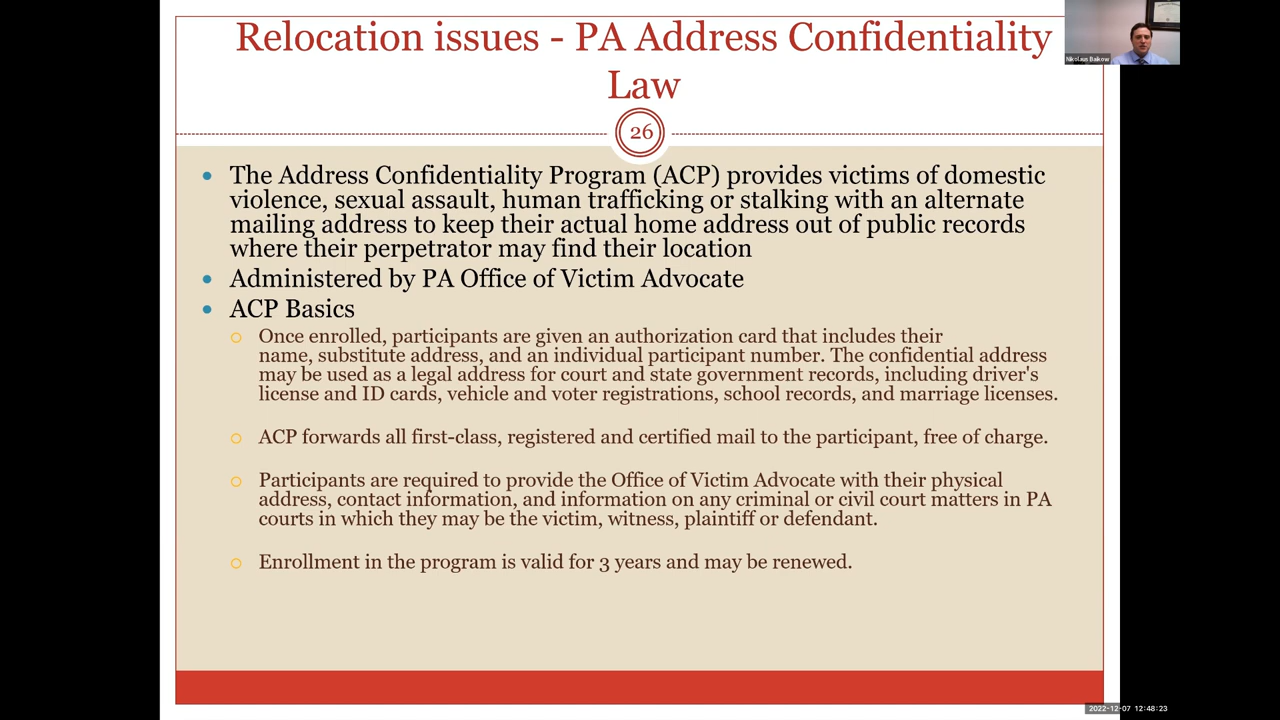 Relocation issues - PA Address Confidentiality
Law
Nikolaus Baikow
26
The Address Confidentiality Program (ACP) provides victims of domestic
violence, sexual assault, human trafficking or stalking with an alternate
mailing address to keep their actual home address out of public records
where their perpetrator may find their location
Administered by PA Office of Victim Advocate
ACP Basics
Once enrolled, participants are given an authorization card that includes their
name, substitute address, and an individual participant number. The confidential address
may be used as a legal address for court and state government records, including driver's
license and ID cards, vehicle and voter registrations, school records, and marriage licenses.
ACP forwards all first-class, registered and certified mail to the participant, free of charge.
Participants are required to provide the Office of Victim Advocate with their physical
address, contact information, and information on any criminal or civil court matters in PA
courts in which they may be the victim, witness, plaintiff or defendant.
Enrollment in the program is valid for 3 years and may be renewed.
2022-12-07 12:48:23